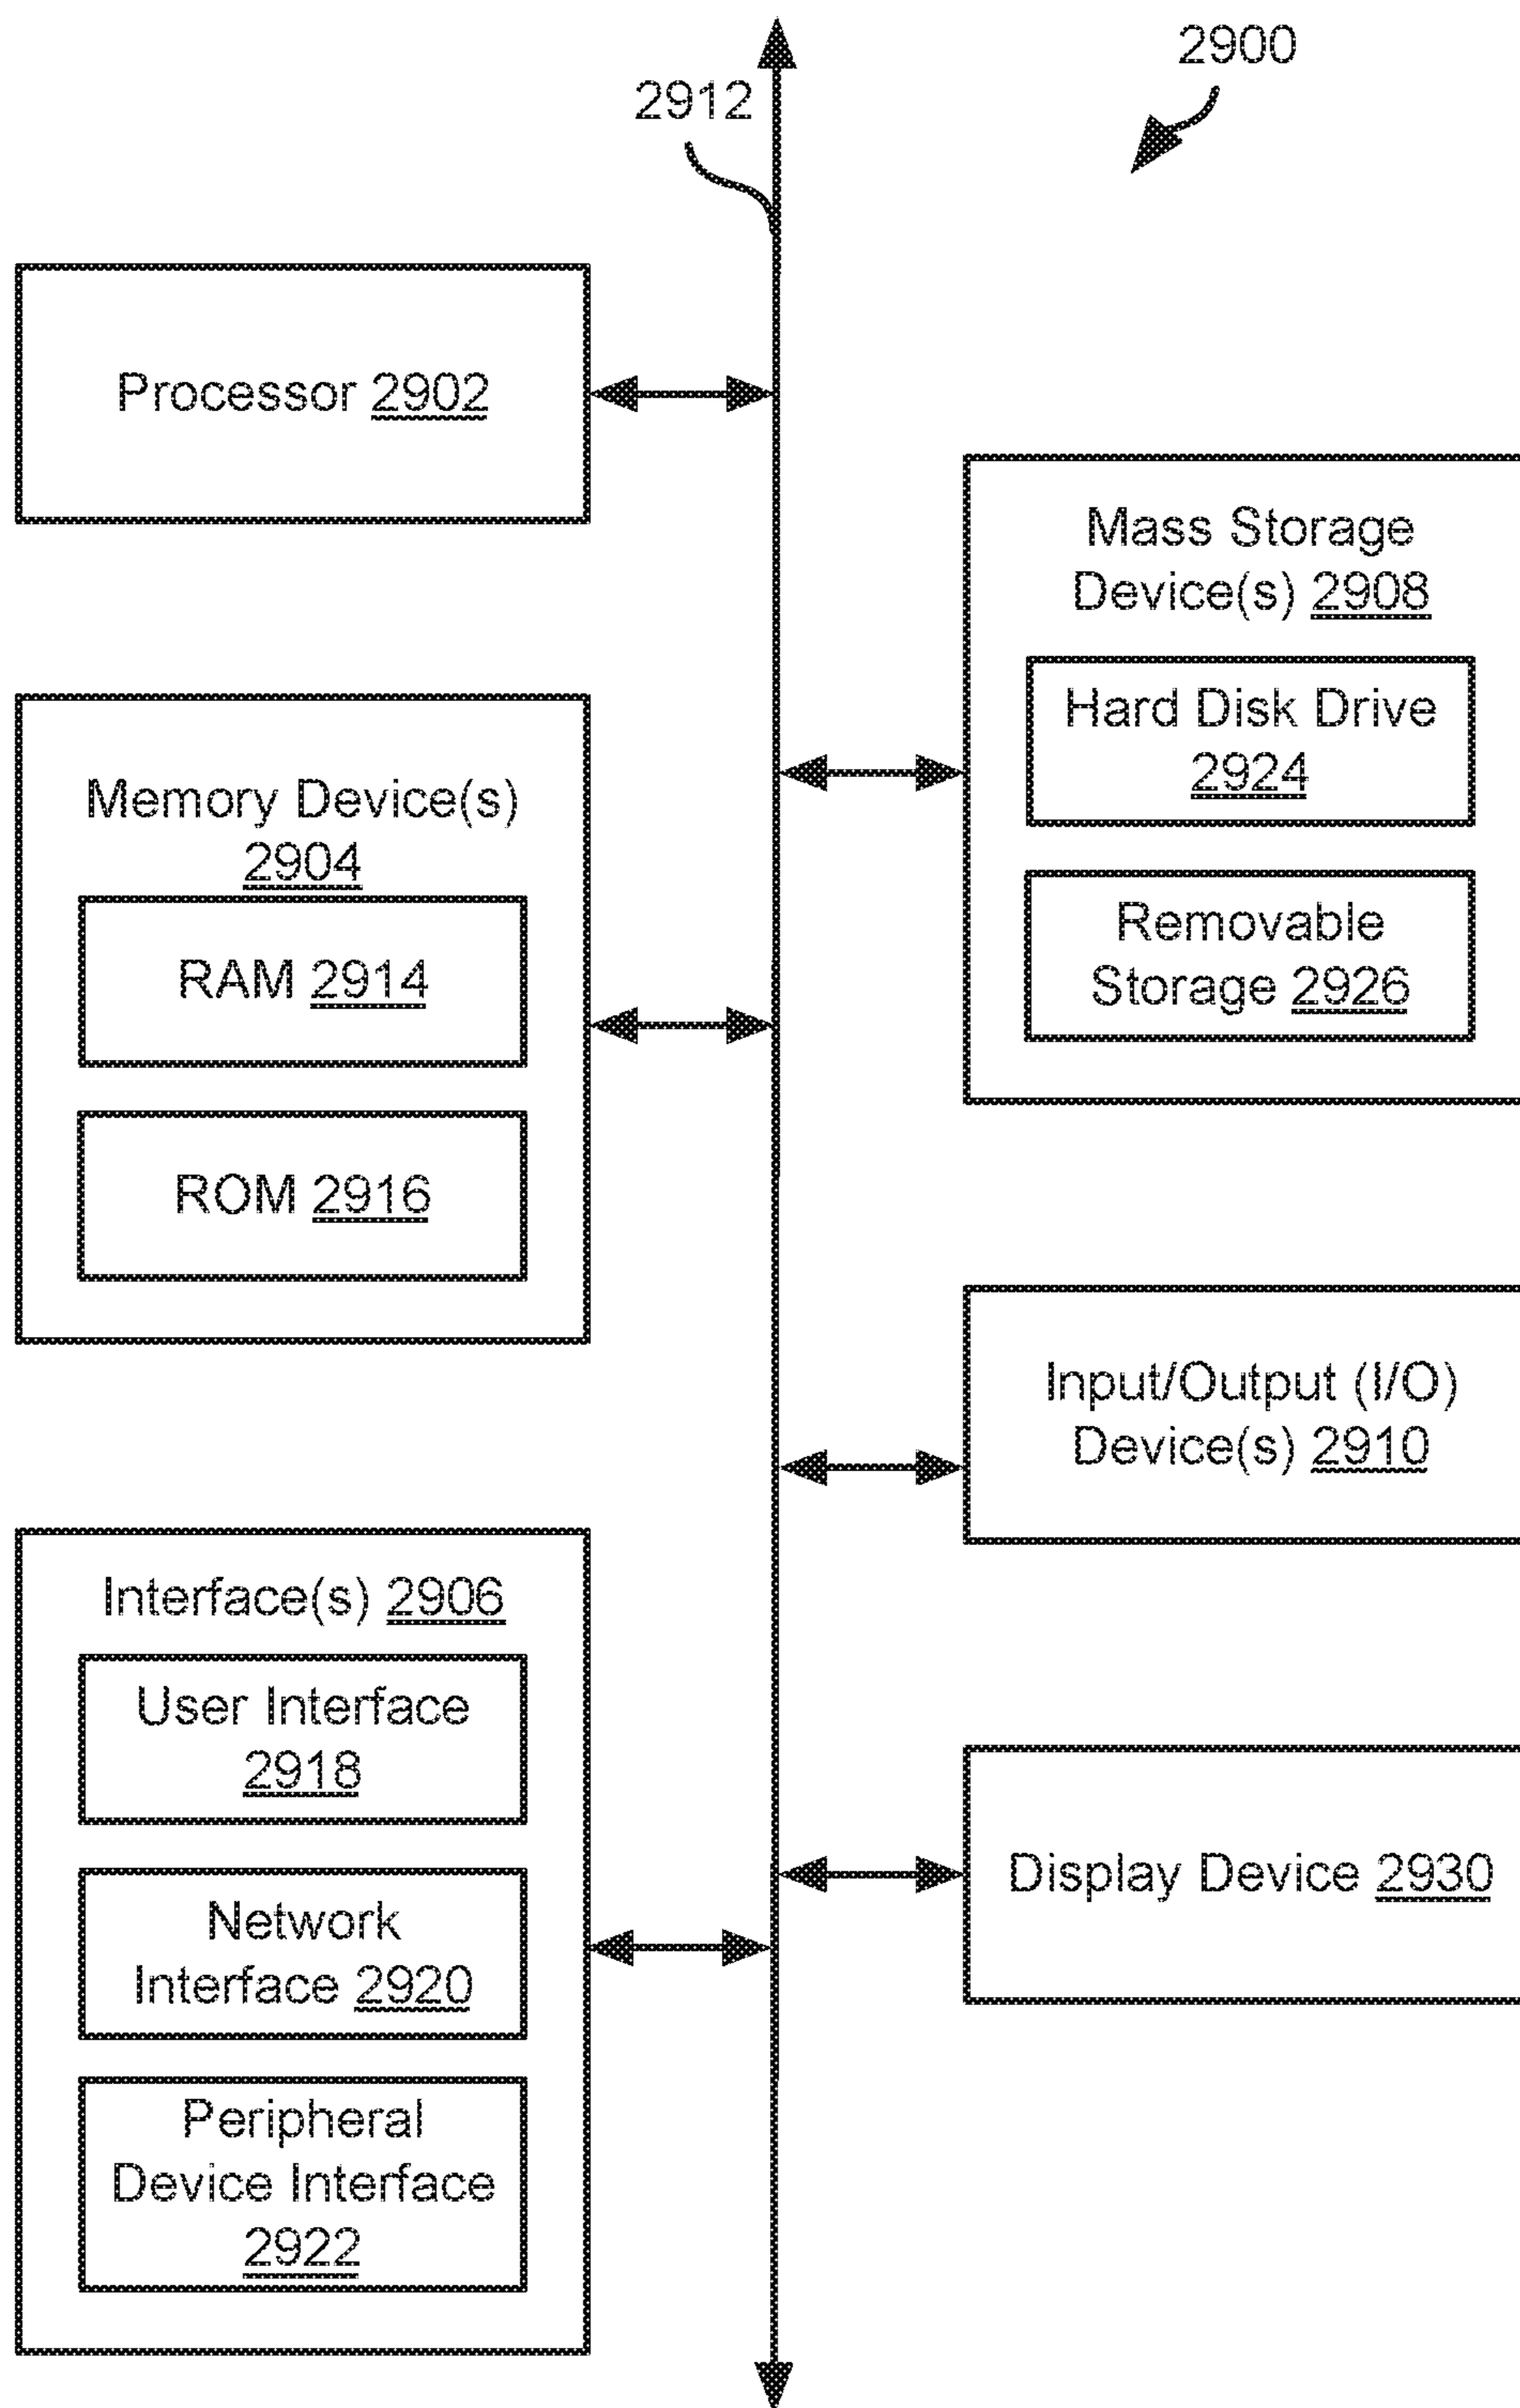 2900
2912
Processor 2902
Memory Device(s)
2904
RAM 2914
ROM 2916
Interface(s) 2906
User Interface
2918
Network
Interface 2920
Peripheral
Device Interface
2922
Mass Storage
Device(s) 2908
Hard Disk Drive
2924
Removable
Storage 2926
Input/Output (I/O)
Device(s) 2910
Display Device 2930